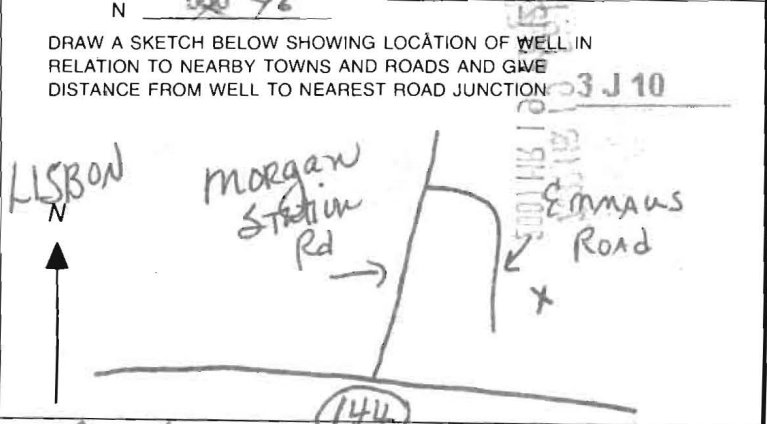 N
DRAW A SKETCH BELOW SHOWING LOCATION OF WELL IN
RELATION TO NEARBY TOWNS AND ROADS AND GIVE
DISTANCE FROM WELL TO NEAREST ROAD JUNCTION
3 J 10
LISBON
N
Morgan
Station
Rd
Emmaus
Road
X
144